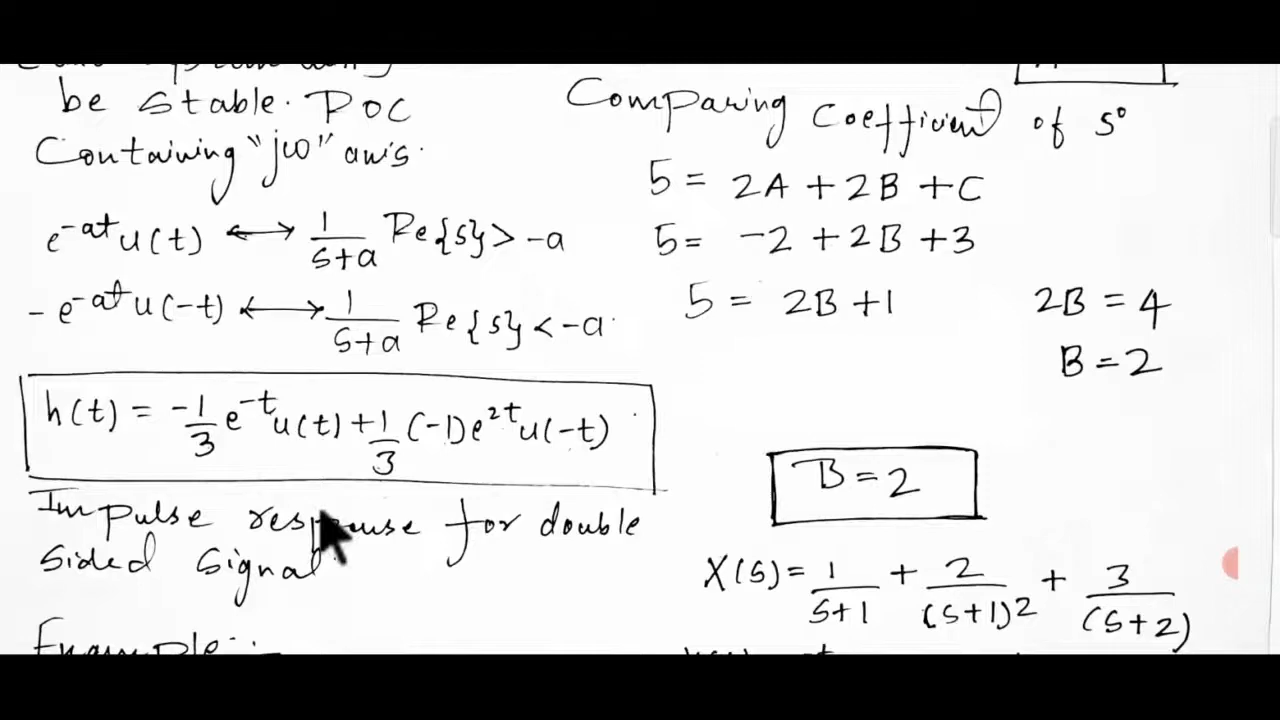 be stable. ROC
Containing "jω" axis.
e^-at u(t) ↔ 1/(s+a) Re{s} > -a
- e^-at u(-t) ↔ 1/(s+a) Re{s} < -a
h(t) = -1/3 e^-t u(t) + 1/3 (-1) e^2t u(-t)
Impulse response for double
sided signal.
Example:-
Comparing Coefficient of s⁰
5 = 2A + 2B + C
5 = -2 + 2B + 3
5 = 2B + 1
2B = 4
B = 2
B = 2
X(s) = 1/(s+1) + 2/(s+1)² + 3/(s+2)